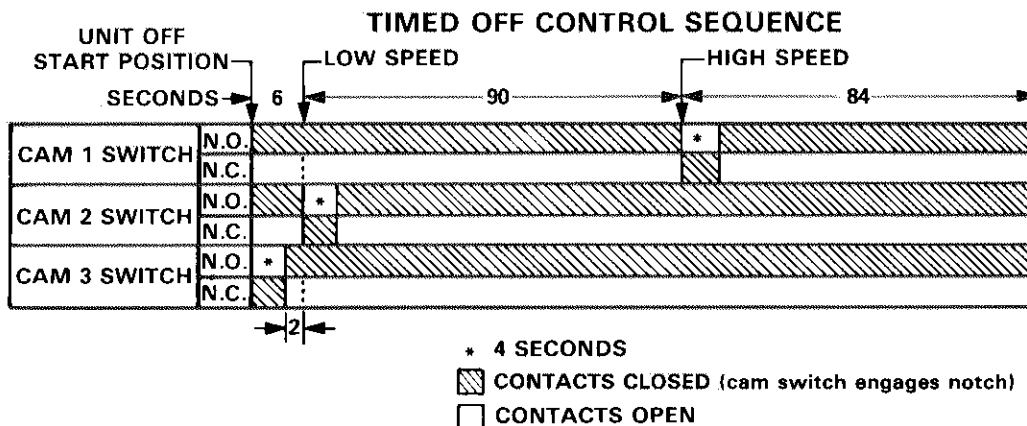 TIMED OFF CONTROL SEQUENCE
UNIT OFF
START POSITION
LOW SPEED
HIGH SPEED
SECONDS 6 90 84
CAM 1 SWITCH N.O. *
N.C.
CAM 2 SWITCH N.O. *
N.C.
CAM 3 SWITCH N.O. *
N.C.
2
* 4 SECONDS
CONTACTS CLOSED (cam switch engages notch)
CONTACTS OPEN